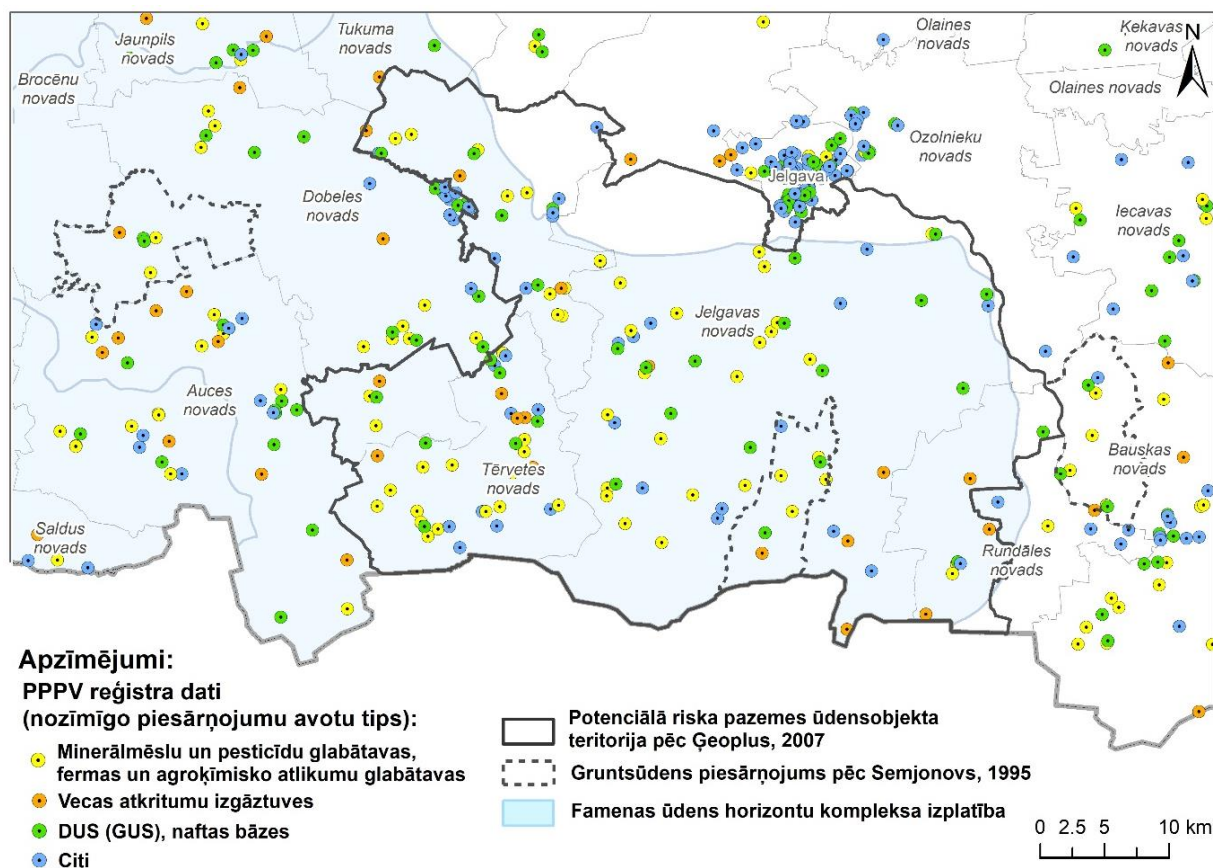 Jaunpils
novads
Tukuma
novads
Olaines
novads
Ķekavas
novads
N
Brocēnu
novads
Olaines novads
Ozolnieku
novads
Jelgava
Dobeles
novads
Iecavas
novads
Jelgavas
novads
Auces
novads
Bauskas
novads
Tērvetes
novads
Saldus
novads
Rundāles
novads
Apzīmējumi:
PPPV reģistra dati
(nozīmīgo piesārņojumu avotu tips):
Minerālmēslu un pesticīdu glabātavas,
fermas un agroķīmisko atlikumu glabātavas
Vecas atkritumu izgāztuves
DUS (GUS), naftas bāzes
Citi
Potenciālā riska pazemes ūdensobjekta
teritorija pēc Ģeoplus, 2007
Gruntsūdens piesārņojums pēc Semjonovs, 1995
Famenas ūdens horizontu kompleksa izplatība
0 2.5 5 10 km